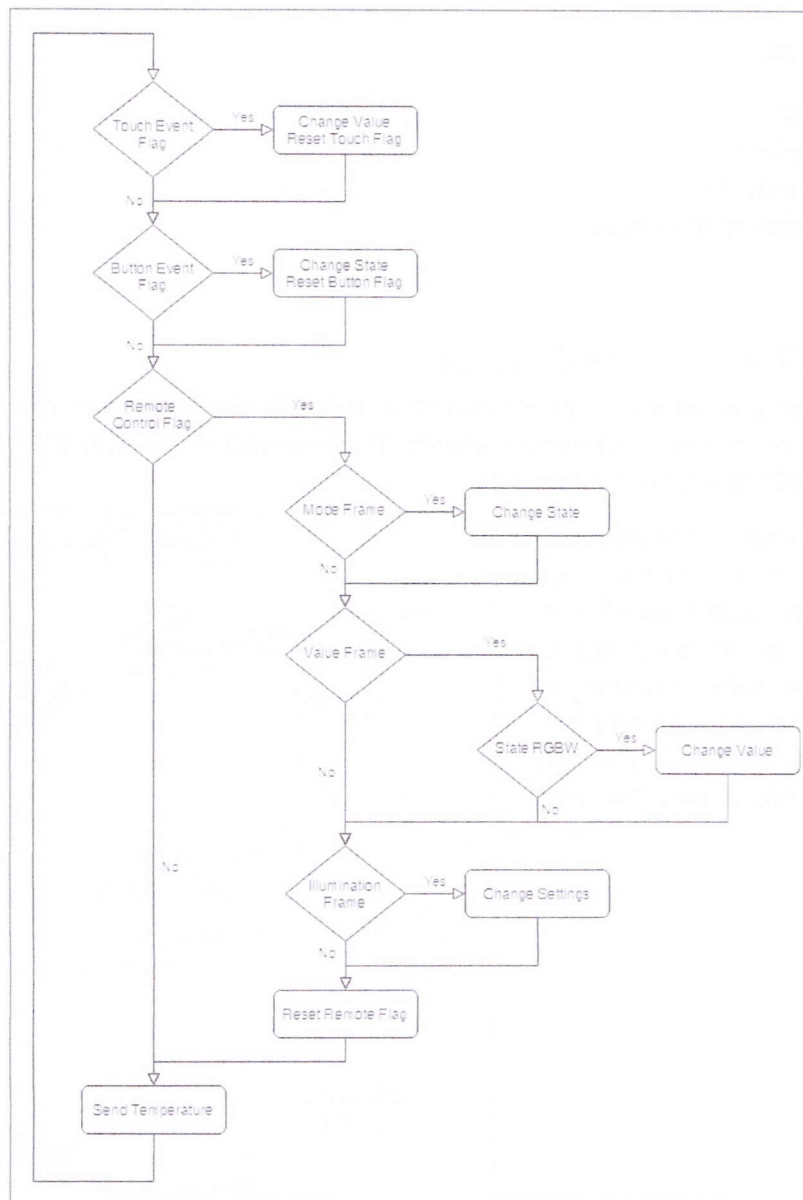 Touch Event
Flag
Yes
Change Value
Reset Touch Flag
No
Button Event
Flag
Yes
Change State
Reset Button Flag
No
Remote
Control Flag
Yes
Mode Frame
Yes
Change State
No
Value Frame
Yes
State RGBW
Yes
Change Value
No
No
No
Illumination
Frame
Yes
Change Settings
No
Reset Remote Flag
Send Temperature